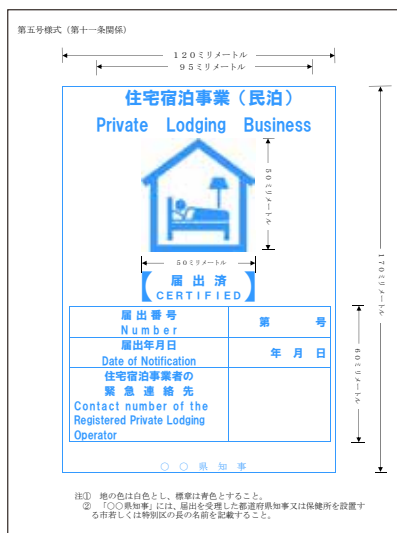 第五号様式（第十一条関係）
120ミリメートル
95ミリメートル
住宅宿泊事業（民泊）
Private Lodging Business
50ミリメートル
50ミリメートル
170ミリメートル
【届出済
CERTIFIED】
届出番号
Number
第 号
届出年月日
Date of Notification
年 月 日
60ミリメートル
住宅宿泊事業者の
緊急連絡先
Contact number of the
Registered Private Lodging
Operator
○○県知事
注① 地の色は白色とし、標章は青色とすること。
② 「○○県知事」には、届出を受理した都道府県知事又は保健所を設置す
る市若しくは特別区の長の名前を記載すること。